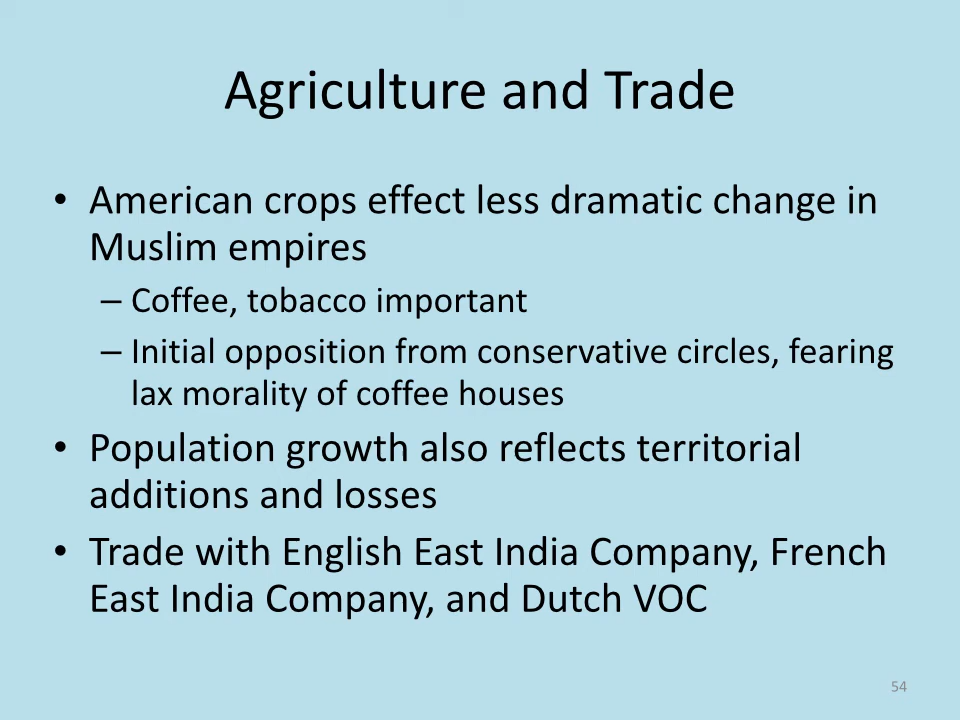 Agriculture and Trade
• American crops effect less dramatic change in
Muslim empires
– Coffee, tobacco important
– Initial opposition from conservative circles, fearing
lax morality of coffee houses
• Population growth also reflects territorial
additions and losses
• Trade with English East India Company, French
East India Company, and Dutch VOC
54